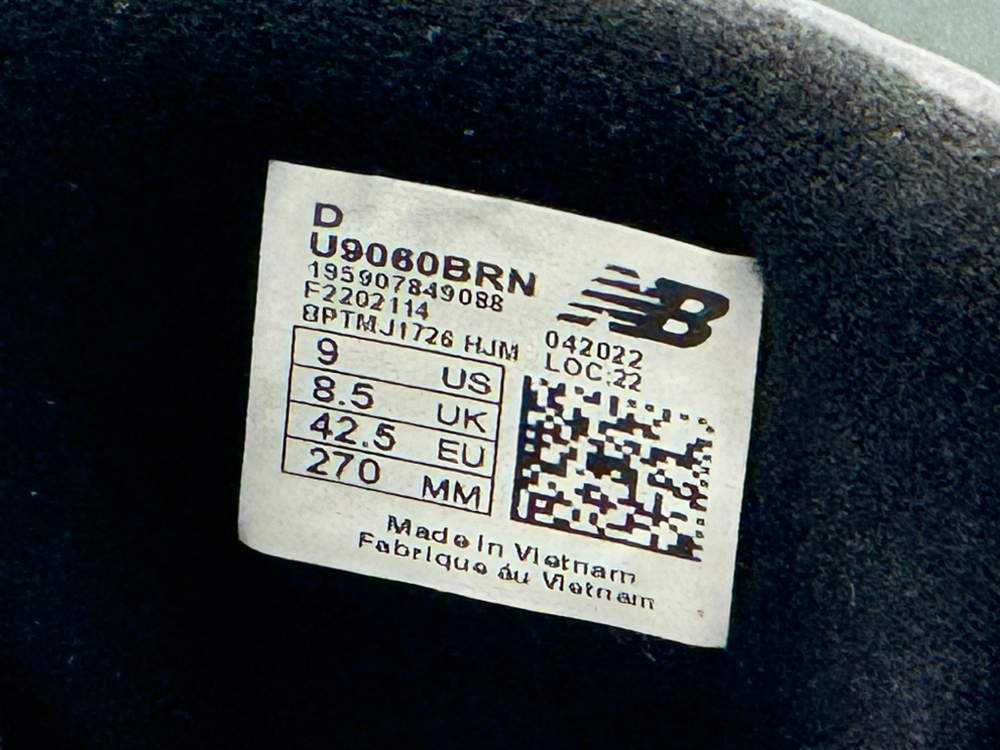 D
U9060BRN
195907849088
F2202114
8PTMJ1726 HJM
NB
042022
LOC:22
9 US
8.5 UK
42.5 EU
270 MM
Made In Vietnam
Fabrique au Vietnam